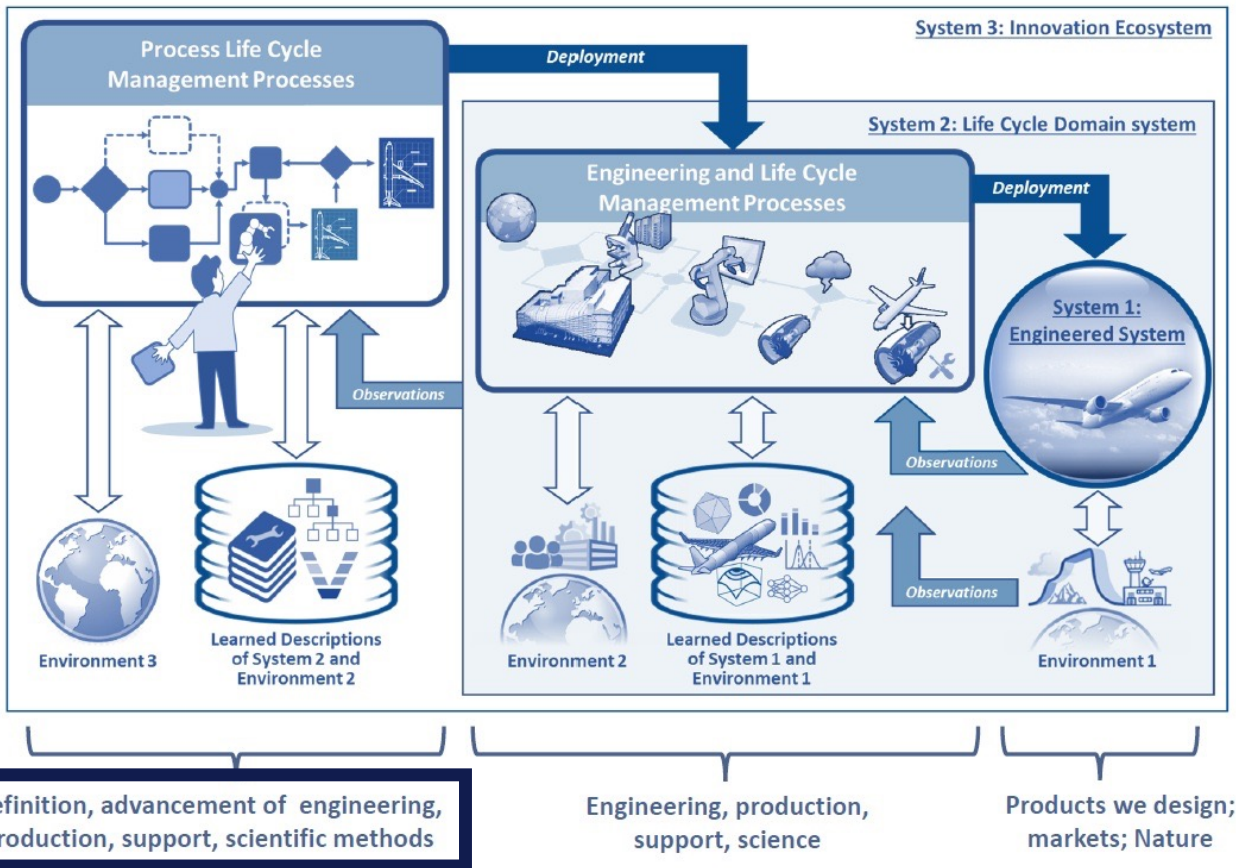 System 3: Innovation Ecosystem
Process Life Cycle
Management Processes
Deployment
System 2: Life Cycle Domain system
Engineering and Life Cycle
Management Processes
Deployment
System 1:
Engineered System
Observations
Observations
Observations
Environment 3
Learned Descriptions
of System 2 and
Environment 2
Environment 2
Learned Descriptions
of System 1 and
Environment 1
Environment 1
efinition, advancement of engineering,
roduction, support, scientific methods
Engineering, production,
support, science
Products we design;
markets; Nature